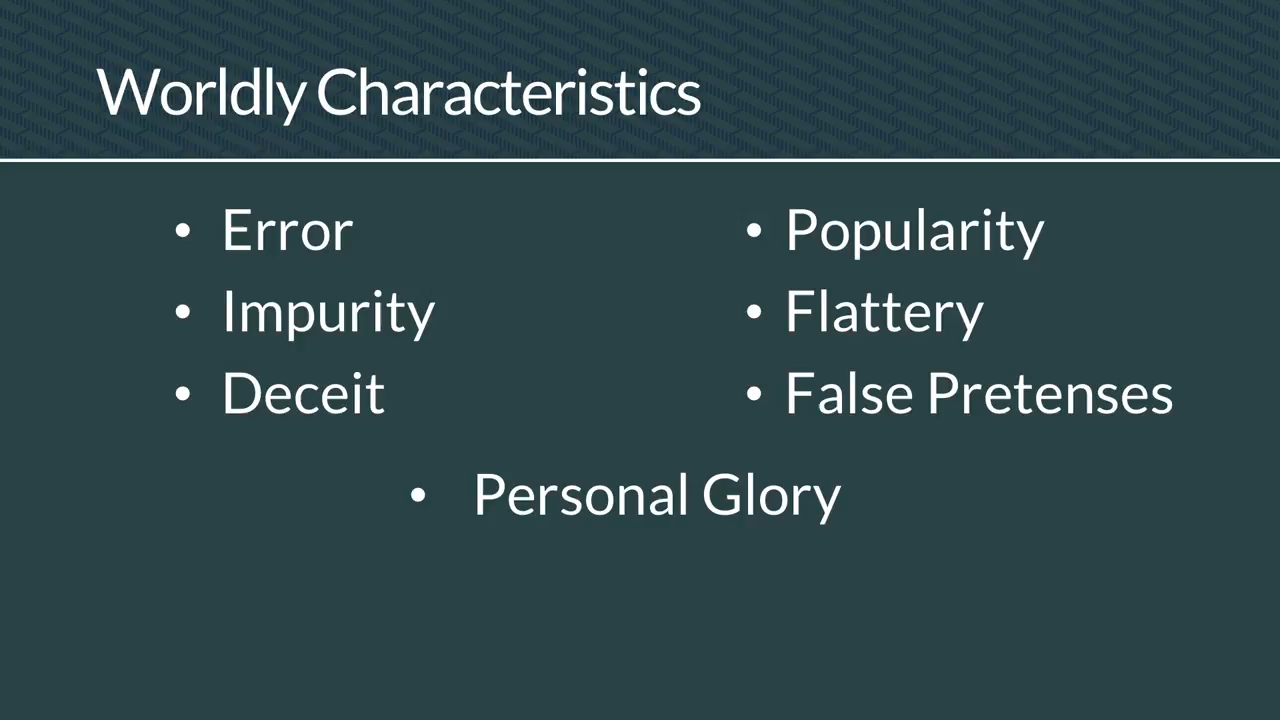 Worldly Characteristics
• Error
• Impurity
• Deceit
• Popularity
• Flattery
• False Pretenses
• Personal Glory